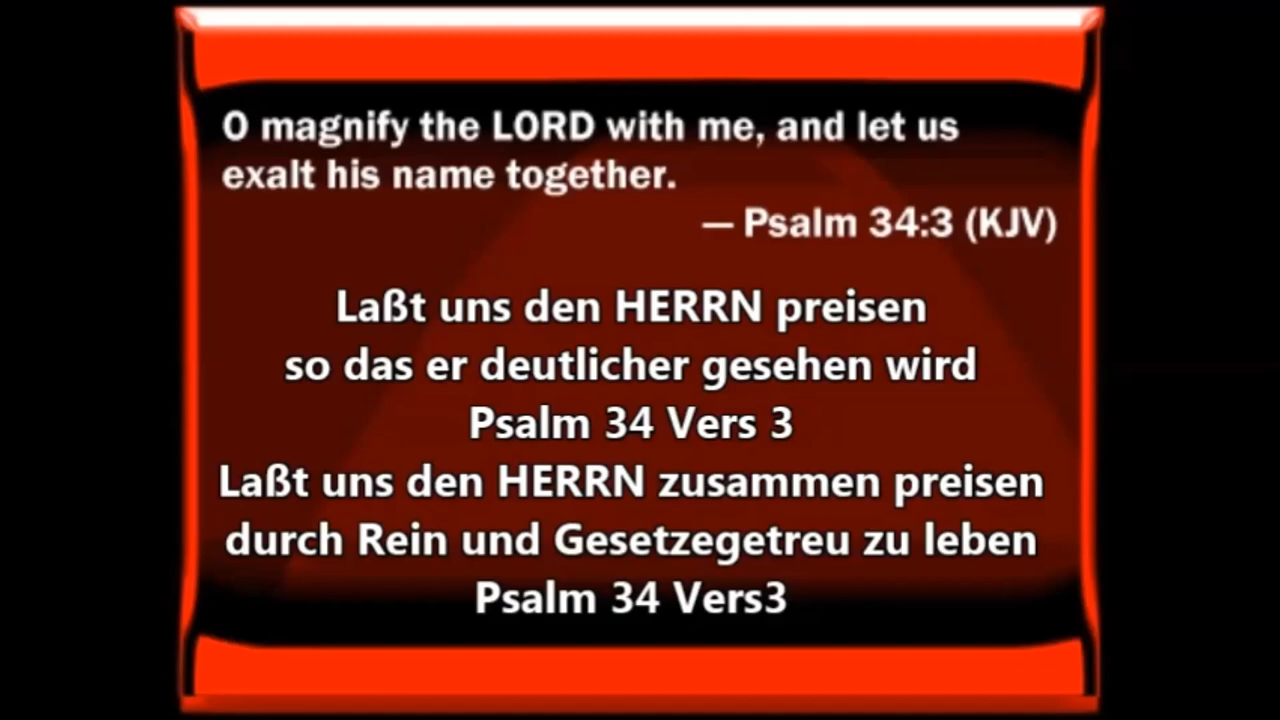 O magnify the LORD with me, and let us
exalt his name together.
— Psalm 34:3 (KJV)
Laßt uns den HERRN preisen
so das er deutlicher gesehen wird
Psalm 34 Vers 3
Laßt uns den HERRN zusammen preisen
durch Rein und Gesetzegetreu zu leben
Psalm 34 Vers3